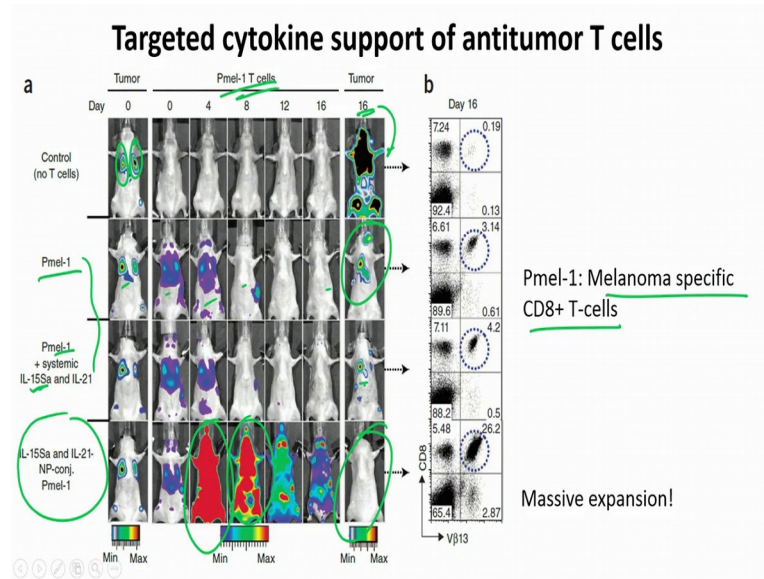 Targeted cytokine support of antitumor T cells
a
Tumor
Pmel-1 T cells
Tumor
Day 0 0 4 8 12 16 16
Control
(no T cells)
Pmel-1
Pmel-1
+ systemic
IL-15Sa and IL-21
IL-15Sa and IL-21-
NP-conj.
Pmel-1
Min Max
Min Max
Min Max
b
Day 16
7.24 0.19
92.4 0.13
6.61 3.14
89.6 0.61
7.11 4.2
88.2 0.5
5.48 26.2
65.4 2.87
CD8
Vβ13
Pmel-1: Melanoma specific
CD8+ T-cells
Massive expansion!